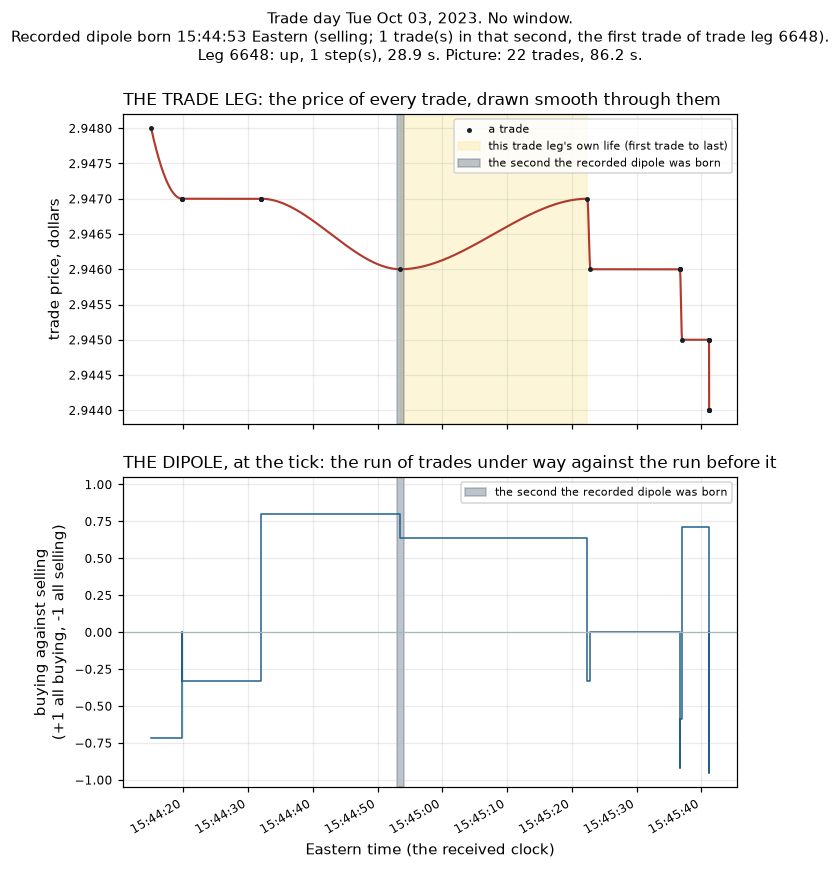 Trade day Tue Oct 03, 2023. No window.
Recorded dipole born 15:44:53 Eastern (selling; 1 trade(s) in that second, the first trade of trade leg 6648).
Leg 6648: up, 1 step(s), 28.9 s. Picture: 22 trades, 86.2 s.
THE TRADE LEG: the price of every trade, drawn smooth through them
a trade
this trade leg's own life (first trade to last)
the second the recorded dipole was born
trade price, dollars
2.9480
2.9475
2.9470
2.9465
2.9460
2.9455
2.9450
2.9445
2.9440
THE DIPOLE, at the tick: the run of trades under way against the run before it
the second the recorded dipole was born
buying against selling
(+1 all buying, -1 all selling)
1.00
0.75
0.50
0.25
0.00
−0.25
−0.50
−0.75
−1.00
15:44:20
15:44:30
15:44:40
15:44:50
15:45:00
15:45:10
15:45:20
15:45:30
15:45:40
Eastern time (the received clock)